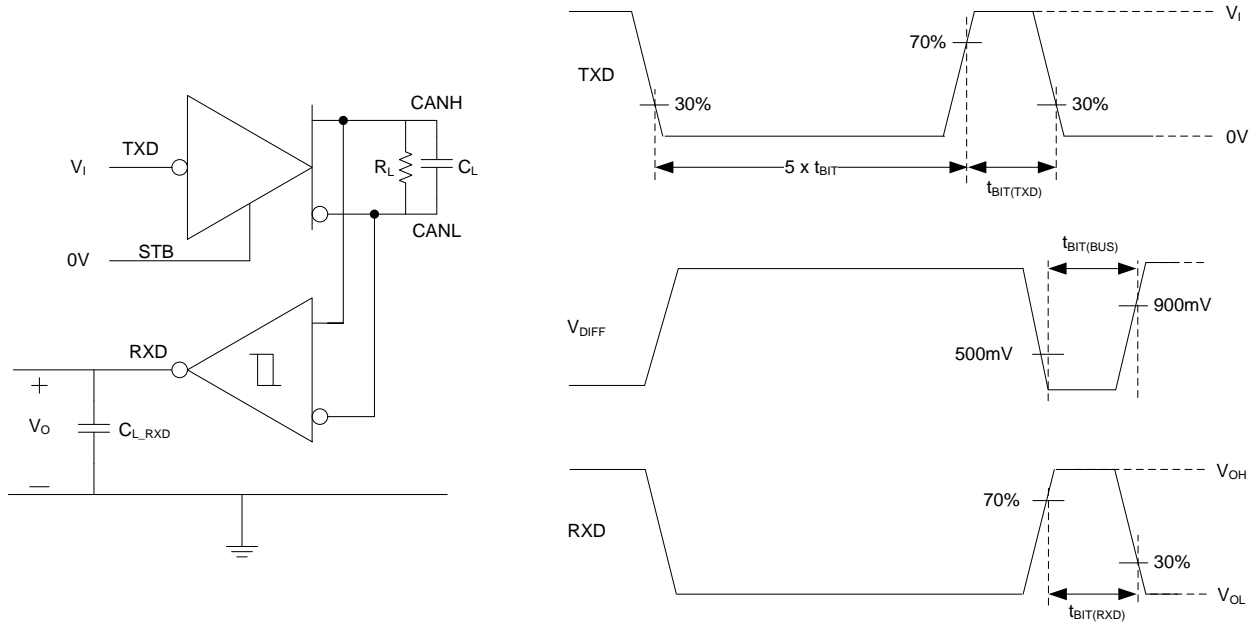 CANH
TXD
V_I
R_L
C_L
CANL
STB
0V
RXD
+
V_O
C_L_RXD
—
V_I
70%
TXD
30%
30%
0V
5 x t_BIT
t_BIT(TXD)
t_BIT(BUS)
900mV
V_DIFF
500mV
V_OH
70%
RXD
30%
V_OL
t_BIT(RXD)